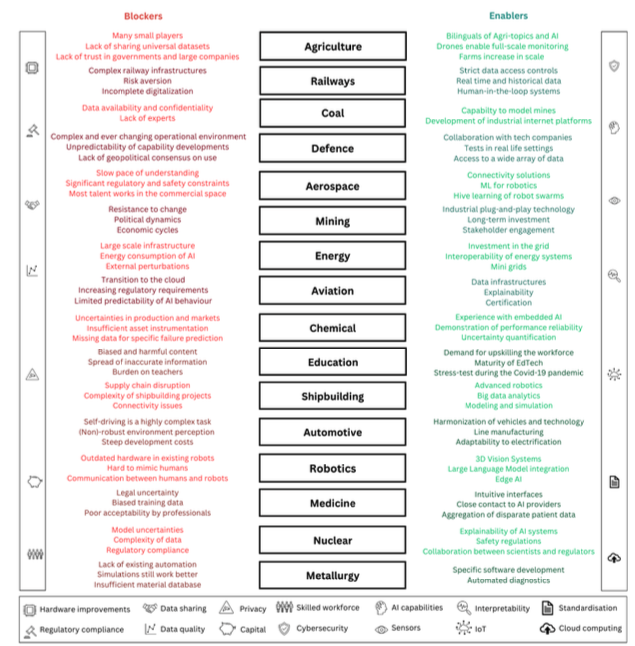 Blockers
Enablers
Many small players
Lack of sharing universal datasets
Lack of trust in governments and large companies
Agriculture
Bilinguals of Agri-topics and AI
Drones enable full-scale monitoring
Farms increase in scale
Complex railway infrastructures
Risk aversion
Incomplete digitalization
Railways
Strict data access controls
Real time and historical data
Human-in-the-loop systems
Data availability and confidentiality
Lack of experts
Coal
Capabilty to model mines
Development of industrial internet platforms
Complex and ever changing operational environment
Unpredictability of capability developments
Lack of geopolitical consensus on use
Defence
Collaboration with tech companies
Tests in real life settings
Access to a wide array of data
Slow pace of understanding
Significant regulatory and safety constraints
Most talent works in the commercial space
Aerospace
Connectivity solutions
ML for robotics
Hive learning of robot swarms
Resistance to change
Political dynamics
Economic cycles
Mining
Industrial plug-and-play technology
Long-term investment
Stakeholder engagement
Large scale infrastructure
Energy consumption of AI
External perturbations
Energy
Investment in the grid
Interoperability of energy systems
Mini grids
Transition to the cloud
Increasing regulatory requirements
Limited predictability of AI behaviour
Aviation
Data infrastructures
Explainability
Certification
Uncertainties in production and markets
Insufficient asset instrumentation
Missing data for specific failure prediction
Chemical
Experience with embedded AI
Demonstration of performance reliability
Uncertainty quantification
Biased and harmful content
Spread of inaccurate information
Burden on teachers
Education
Demand for upskilling the workforce
Maturity of EdTech
Stress-test during the Covid-19 pandemic
Supply chain disruption
Complexity of shipbuilding projects
Connectivity issues
Shipbuilding
Advanced robotics
Big data analytics
Modeling and simulation
Self-driving is a highly complex task
(Non)-robust environment perception
Steep development costs
Automotive
Harmonization of vehicles and technology
Line manufacturing
Adaptability to electrification
Outdated hardware in existing robots
Hard to mimic humans
Communication between humans and robots
Robotics
3D Vision Systems
Large Language Model integration
Edge AI
Legal uncertainty
Biased training data
Poor acceptability by professionals
Medicine
Intuitive interfaces
Close contact to AI providers
Aggregation of disparate patient data
Model uncertainties
Complexity of data
Regulatory compliance
Nuclear
Explainability of AI systems
Safety regulations
Collaboration between scientists and regulators
Lack of existing automation
Simulations still work better
Insufficient material database
Metallurgy
Specific software development
Automated diagnostics
Hardware improvements
Data sharing
Privacy
Skilled workforce
AI capabilities
Interpretability
Standardisation
Regulatory compliance
Data quality
Capital
Cybersecurity
Sensors
IoT
Cloud computing